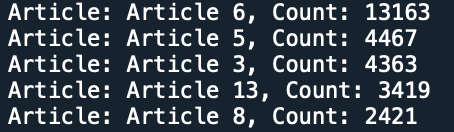 Article: Article 6, Count: 13163
Article: Article 5, Count: 4467
Article: Article 3, Count: 4363
Article: Article 13, Count: 3419
Article: Article 8, Count: 2421